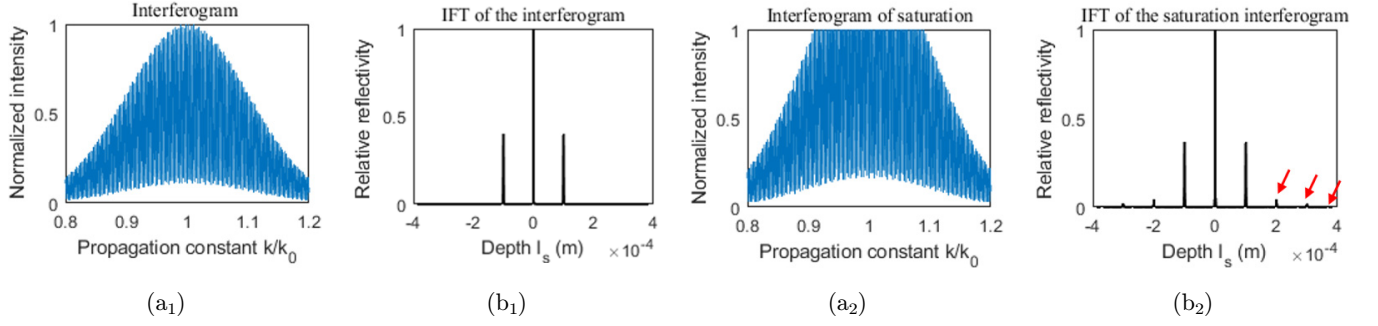 Interferogram
Normalized intensity
1
0.5
0
0.8
0.9
1
1.1
1.2
Propagation constant k/k₀
(a₁)
IFT of the interferogram
Relative reflectivity
1
0.5
0
-4
-2
0
2
4
Depth l_s (m)
×10⁻⁴
(b₁)
Interferogram of saturation
Normalized intensity
1
0.5
0
0.8
0.9
1
1.1
1.2
Propagation constant k/k₀
(a₂)
IFT of the saturation interferogram
Relative reflectivity
1
0.5
0
-4
-2
0
2
4
Depth l_s (m)
×10⁻⁴
(b₂)